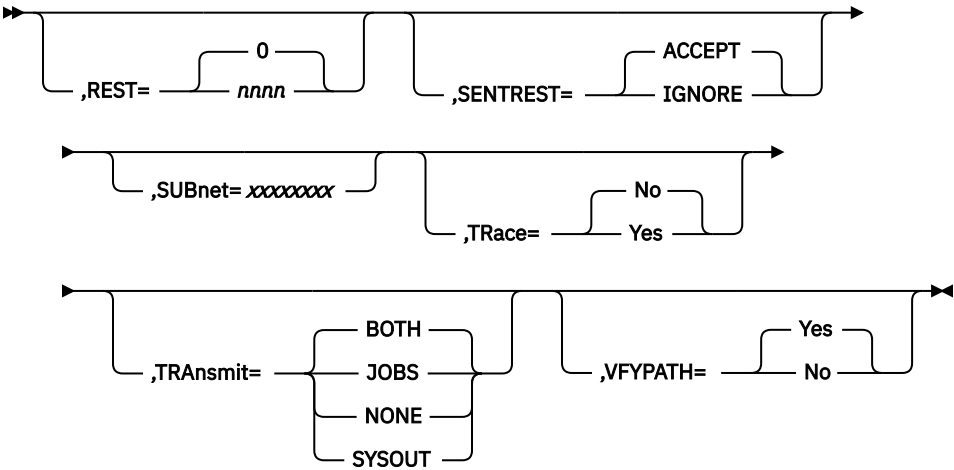 0
,REST= nnnn
ACCEPT
,SENTREST= IGNORE
,SUBnet= xxxxxxxx
No
,TRace= Yes
BOTH
,TRAnsmit= JOBS
NONE
SYSOUT
Yes
,VFYPATH= No